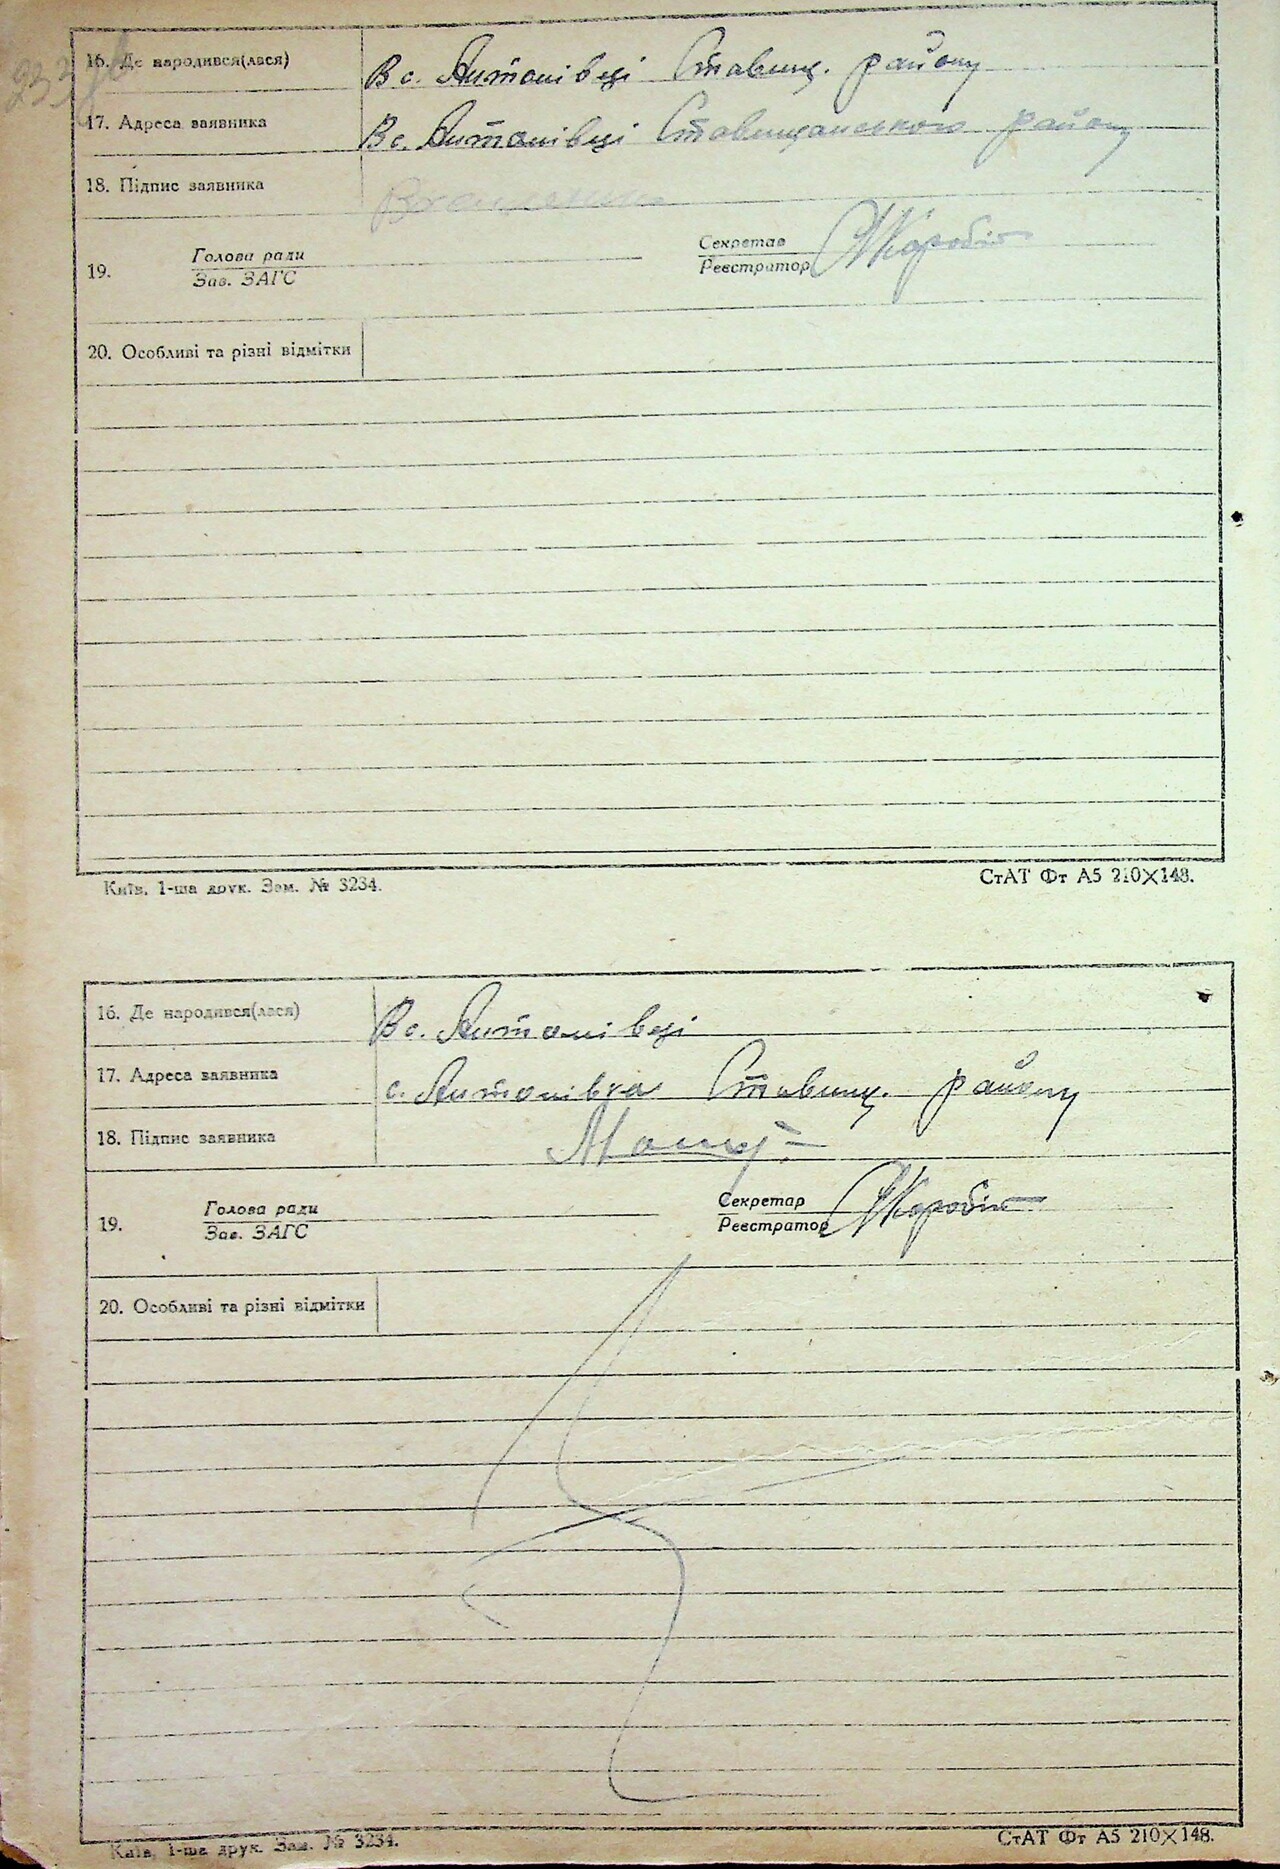 16. Де народився(лася) В с. Антонівці Ставищ. району
17. Адреса заявника В с. Антонівці Ставищанського району
18. Підпис заявника
19. Голова ради Секретар
Зав. ЗАГС Реєстратор
20. Особливі та різні відмітки
Київ, 1-ша друк. Зам. № 3234. СтАТ Фт А5 210×148.
16. Де народився(лася) В с. Антонівці
17. Адреса заявника с. Антонівка Ставищ. району
18. Підпис заявника
19. Голова ради Секретар
Зав. ЗАГС Реєстратор
20. Особливі та різні відмітки
Київ, 1-ша друк. Зам. № 3234. СтАТ Фт А5 210×148.